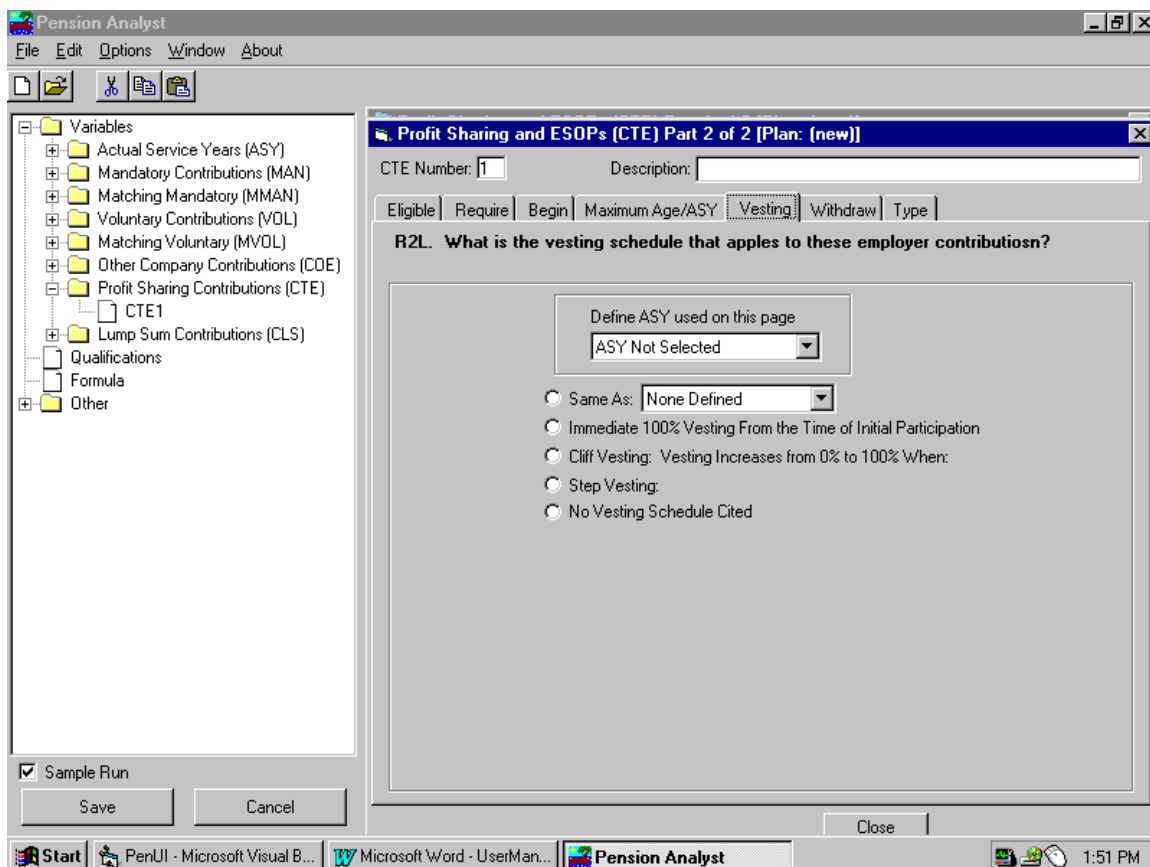 Pension Analyst
File Edit Options Window About
Variables
Actual Service Years (ASY)
Mandatory Contributions (MAN)
Matching Mandatory (MMAN)
Voluntary Contributions (VOL)
Matching Voluntary (MVOL)
Other Company Contributions (COE)
Profit Sharing Contributions (CTE)
CTE1
Lump Sum Contributions (CLS)
Qualifications
Formula
Other
Sample Run
Save Cancel
Profit Sharing and ESOPs (CTE) Part 2 of 2 [Plan: (new)]
CTE Number: 1 Description:
Eligible Require Begin Maximum Age/ASY Vesting Withdraw Type
R2L. What is the vesting schedule that apples to these employer contributiosn?
Define ASY used on this page
ASY Not Selected
Same As: None Defined
Immediate 100% Vesting From the Time of Initial Participation
Cliff Vesting: Vesting Increases from 0% to 100% When:
Step Vesting:
No Vesting Schedule Cited
Close
Start PenUI - Microsoft Visual B... Microsoft Word - UserMan... Pension Analyst 1:51 PM